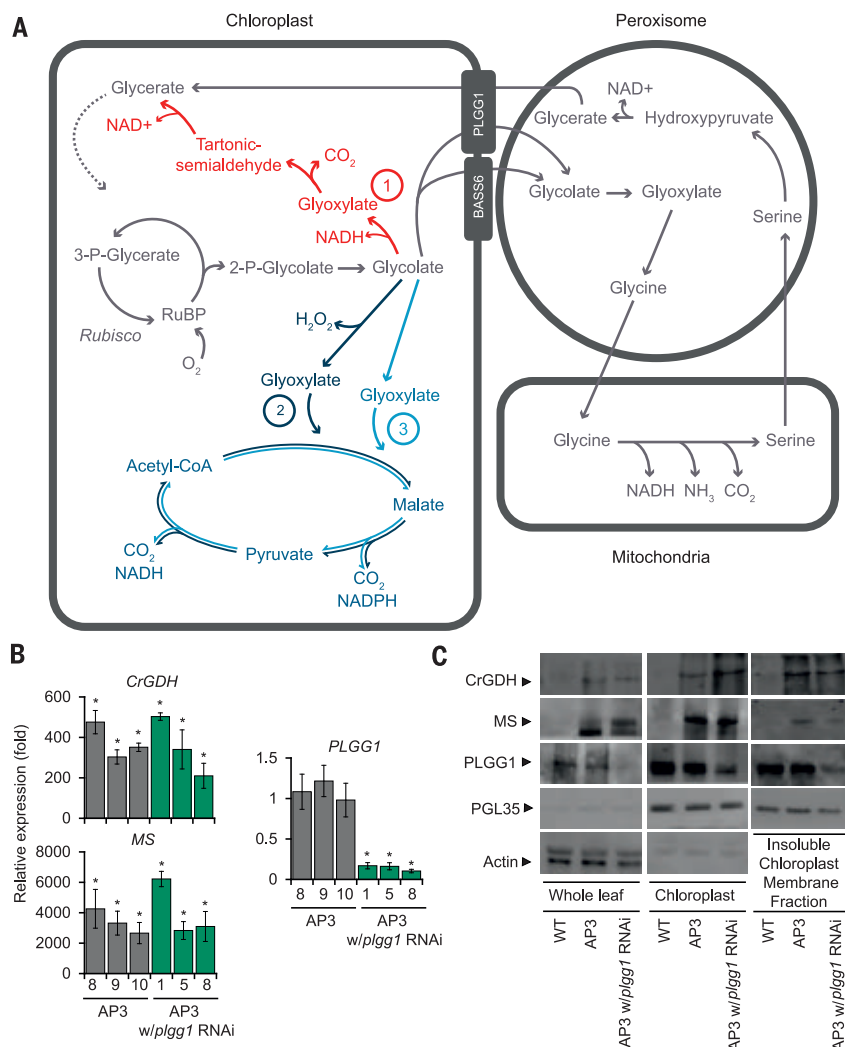 A
Chloroplast
Peroxisome
Glycerate
NAD+
Tartonic-
semialdehyde
CO2
Glyoxylate
1
NADH
3-P-Glycerate
2-P-Glycolate
Glycolate
RuBP
Rubisco
O2
H2O2
Glyoxylate
2
Glyoxylate
3
Acetyl-CoA
Malate
Pyruvate
CO2
NADH
CO2
NADPH
PLGG1
BASS6
NAD+
Glycerate
Hydroxypyruvate
Glycolate
Glyoxylate
Serine
Glycine
Glycine
Serine
NADH
NH3
CO2
Mitochondria
B
Relative expression (fold)
CrGDH
600
400
200
0
* * * * * *
MS
8000
6000
4000
2000
0
* * * * * *
8 9 10 1 5 8
AP3
AP3
w/plgg1 RNAi
PLGG1
1.5
1
0.5
0
* * *
8 9 10 1 5 8
AP3
AP3
w/plgg1 RNAi
C
CrGDH
MS
PLGG1
PGL35
Actin
Whole leaf
Chloroplast
Insoluble
Chloroplast
Membrane
Fraction
WT
AP3
AP3 w/plgg1 RNAi
WT
AP3
AP3 w/plgg1 RNAi
WT
AP3
AP3 w/plgg1 RNAi